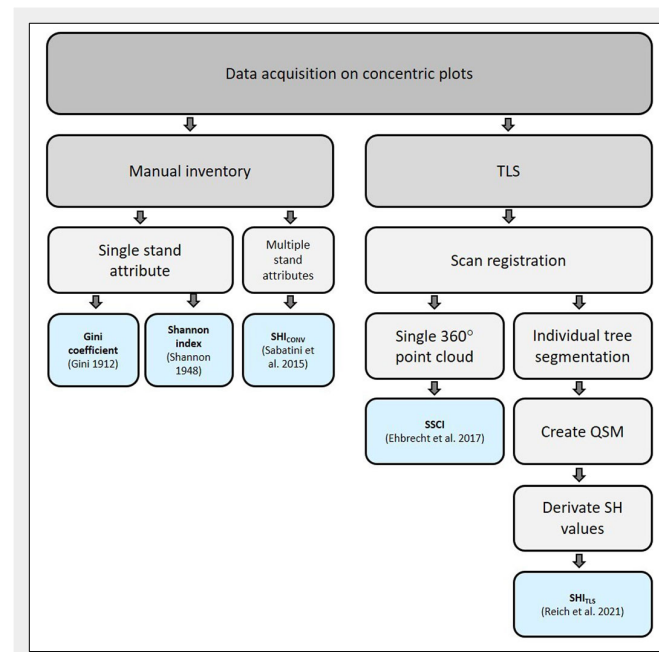 Data acquisition on concentric plots
Manual inventory
TLS
Single stand
attribute
Multiple
stand
attributes
Scan registration
Gini
coefficient
(Gini 1912)
Shannon
index
(Shannon
1948)
SHICONV
(Sabatini et
al. 2015)
Single 360°
point cloud
Individual tree
segmentation
SSCI
(Ehbrecht et al. 2017)
Create QSM
Derivate SH
values
SHITLS
(Reich et al. 2021)